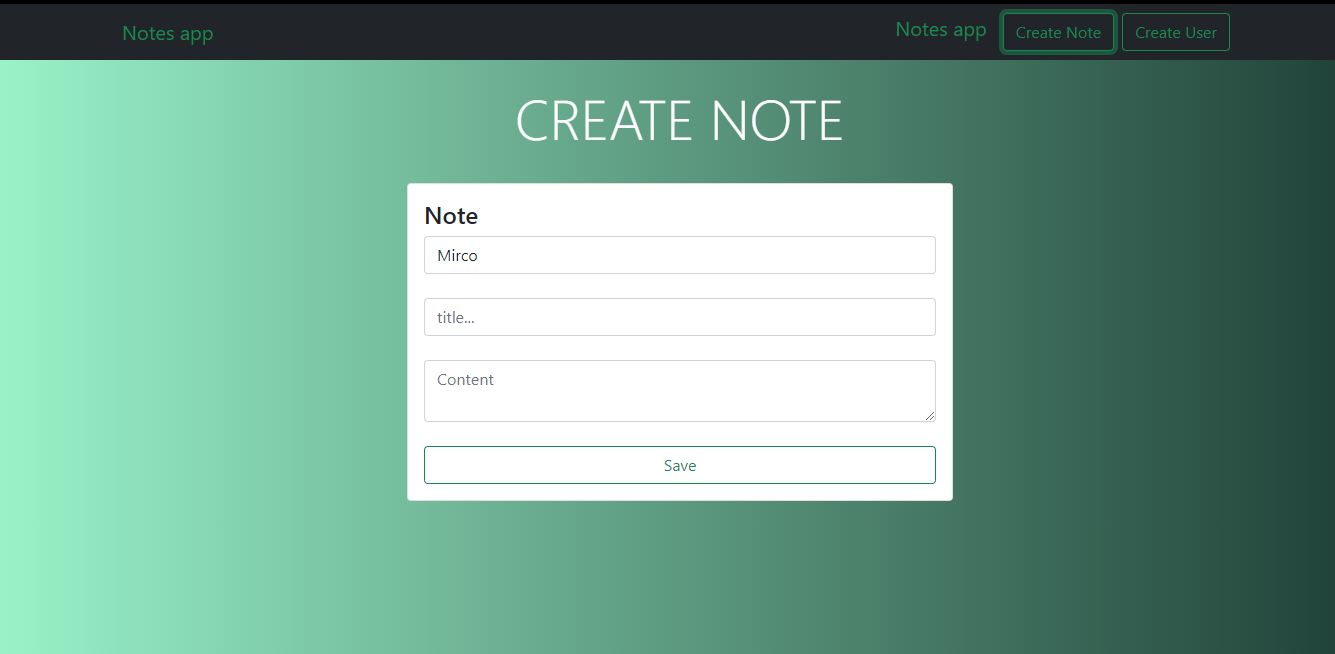 Notes app
Notes app Create Note Create User
CREATE NOTE
Note
Mirco
title...
Content
Save